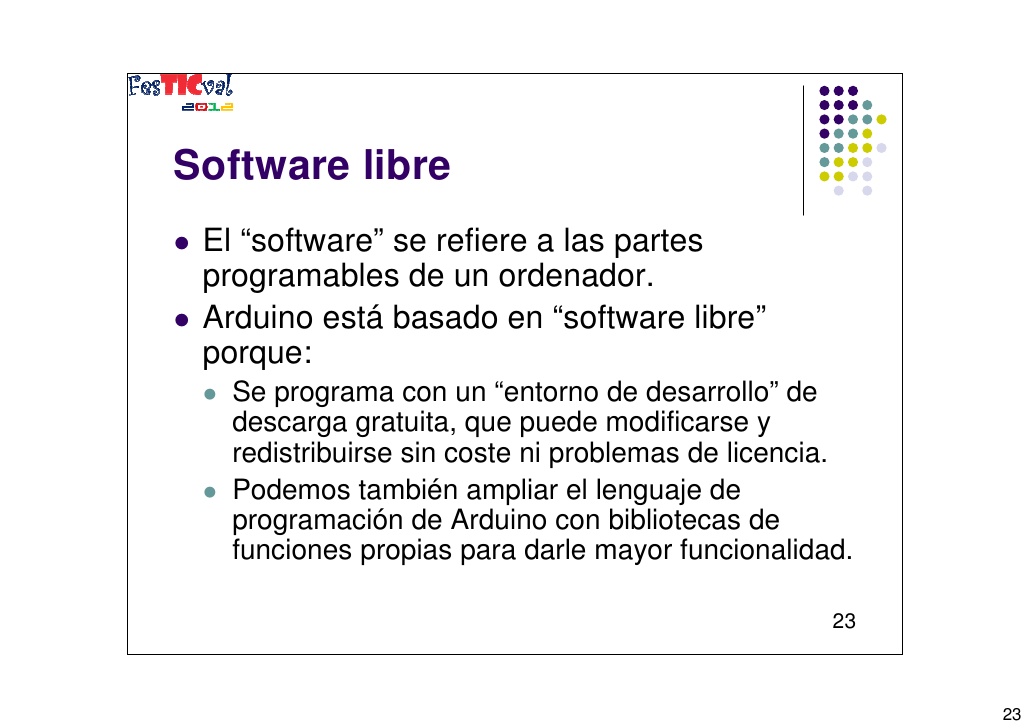 FesTICval
2012
Software libre
● El “software” se refiere a las partes
programables de un ordenador.
● Arduino está basado en “software libre”
porque:
● Se programa con un “entorno de desarrollo” de
descarga gratuita, que puede modificarse y
redistribuirse sin coste ni problemas de licencia.
● Podemos también ampliar el lenguaje de
programación de Arduino con bibliotecas de
funciones propias para darle mayor funcionalidad.
23
23